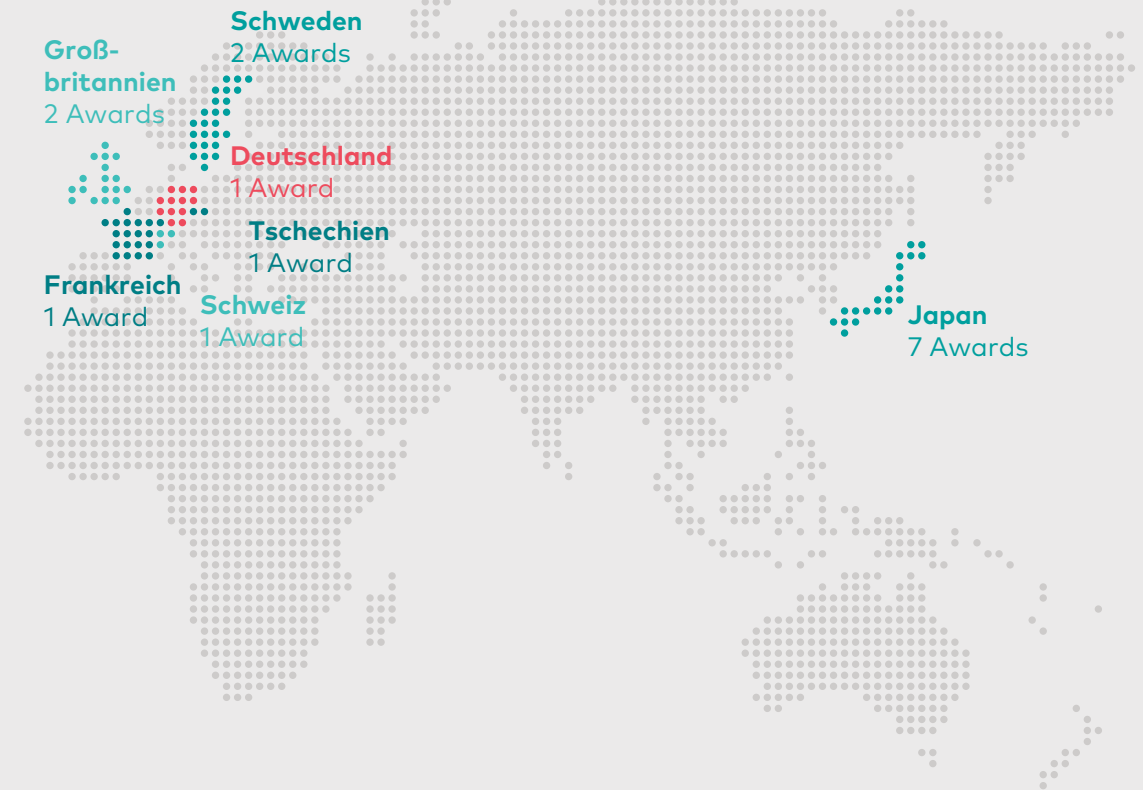 Schweden
2 Awards
Groß-
britannien
2 Awards
Deutschland
1 Award
Tschechien
1 Award
Frankreich
1 Award
Schweiz
1 Award
Japan
7 Awards